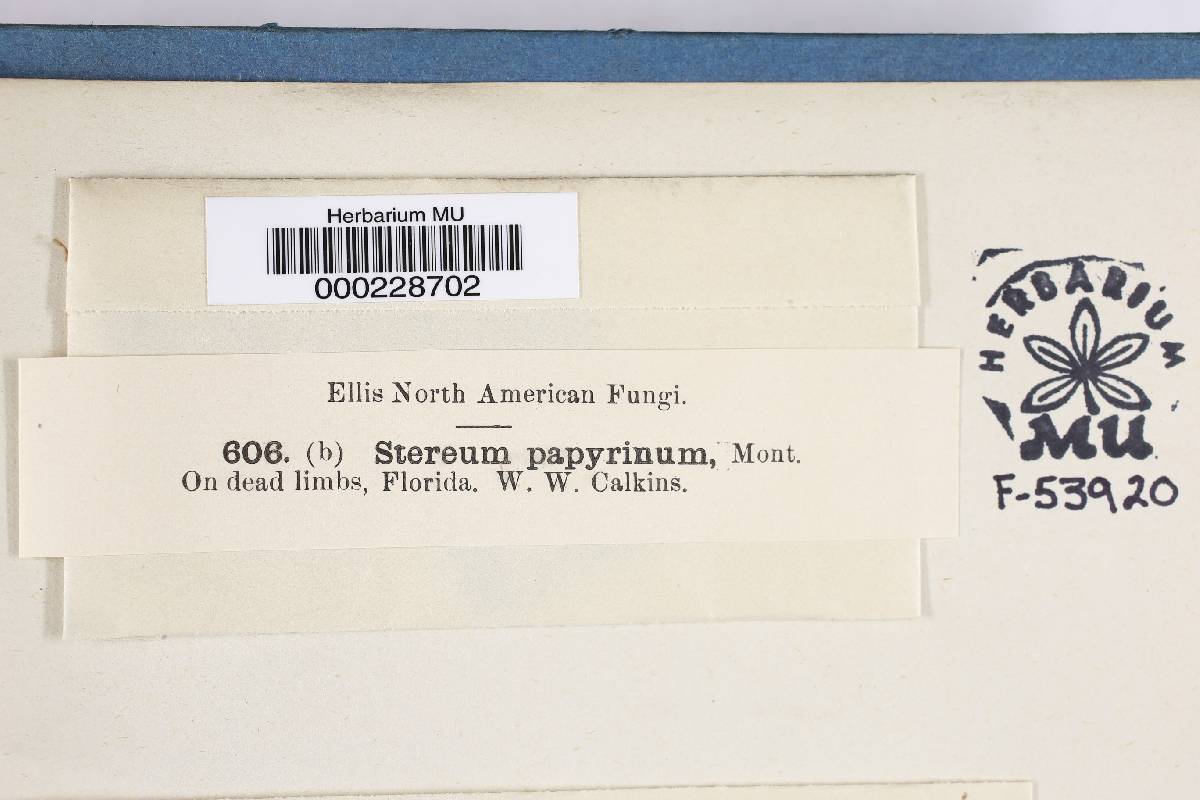 Herbarium MU
000228702
Ellis North American Fungi.
606. (b) Stereum papyrinum, Mont.
On dead limbs, Florida. W. W. Calkins.
HERBARIUM
MU
F-53920